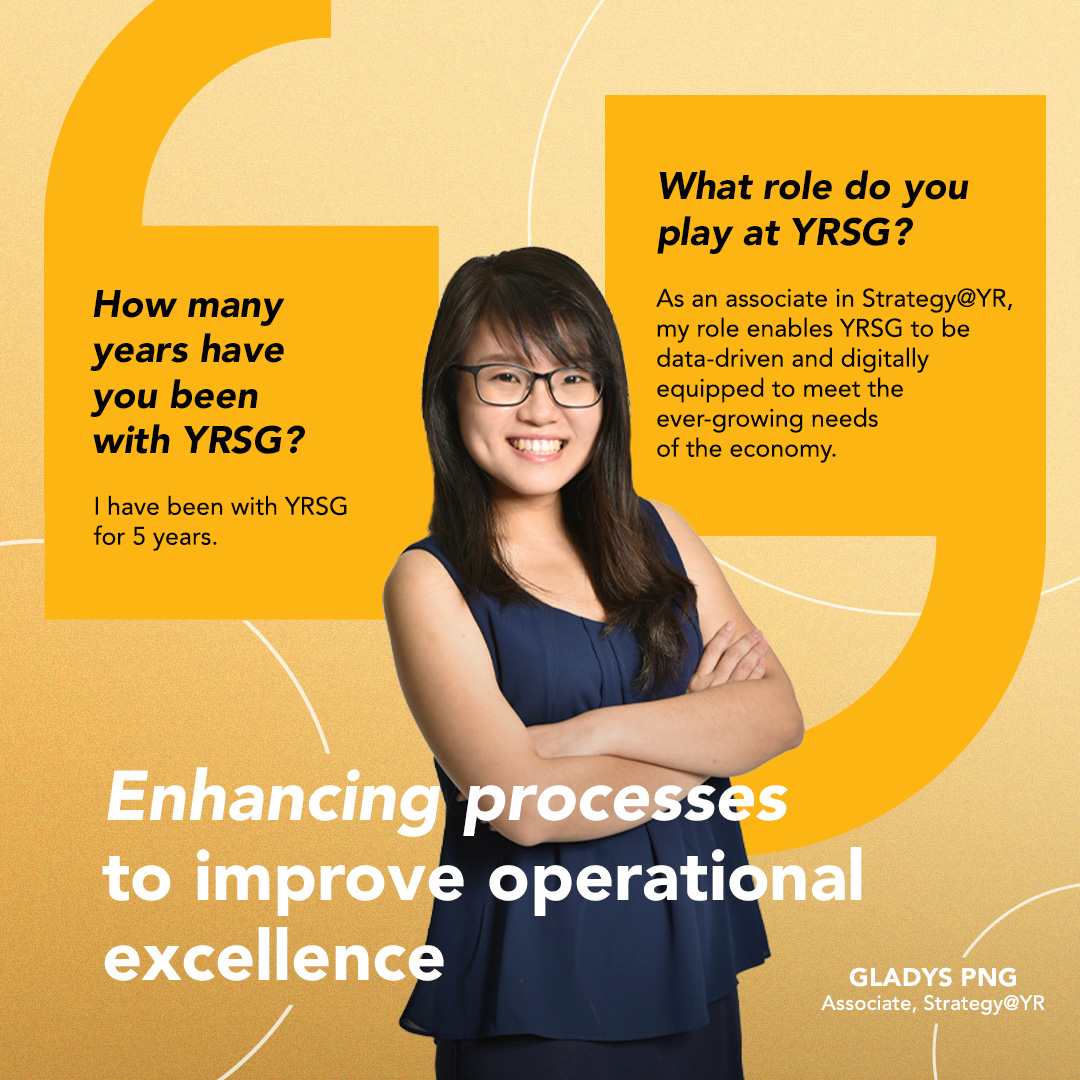 How many
years have
you been
with YRSG?
I have been with YRSG
for 5 years.
What role do you
play at YRSG?
As an associate in Strategy@YR,
my role enables YRSG to be
data-driven and digitally
equipped to meet the
ever-growing needs
of the economy.
Enhancing processes
to improve operational
excellence
GLADYS PNG
Associate, Strategy@YR